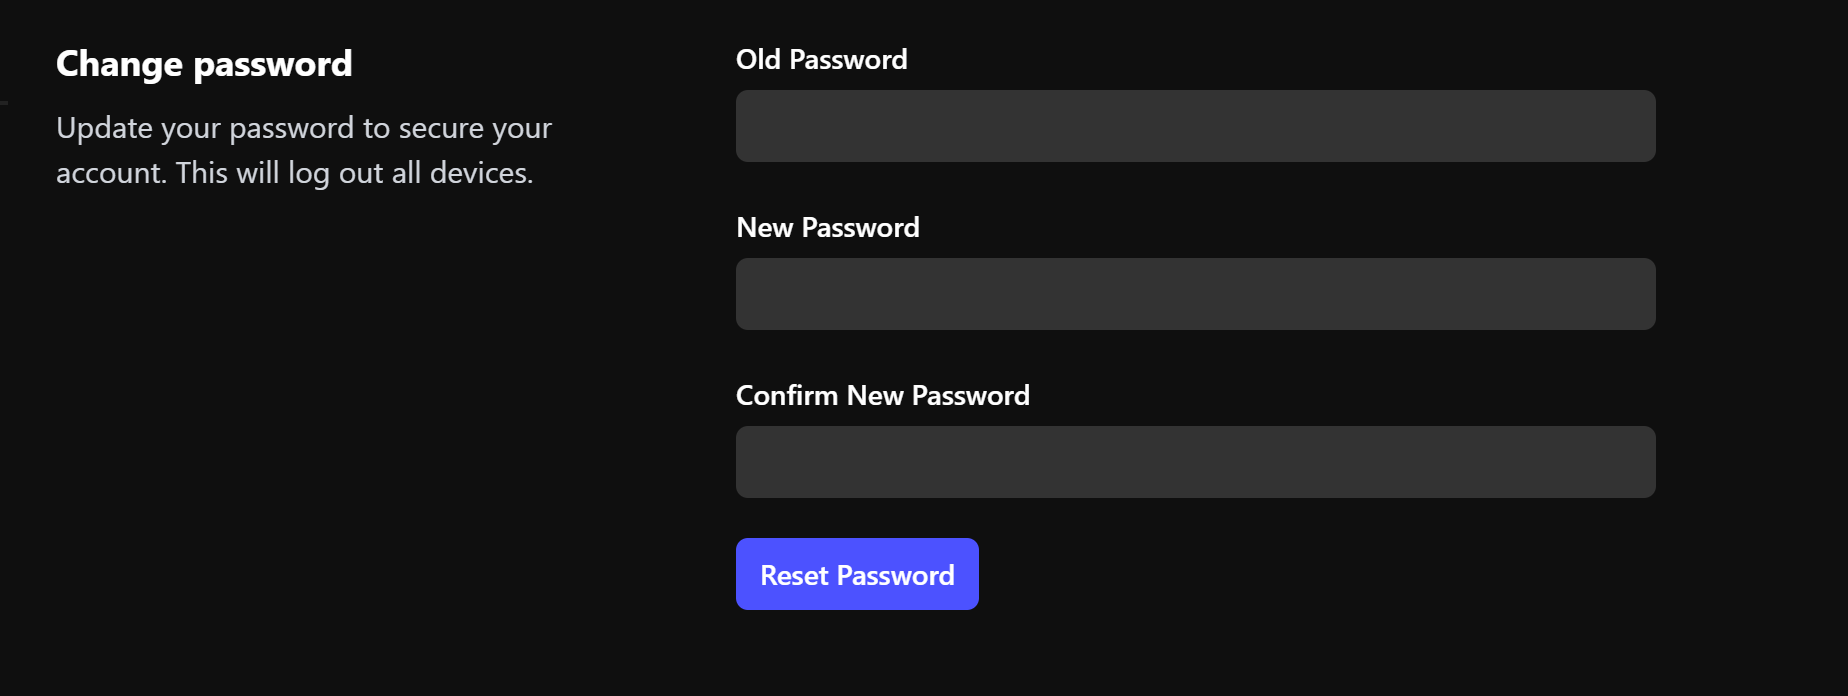 Change password
Update your password to secure your
account. This will log out all devices.
Old Password
New Password
Confirm New Password
Reset Password